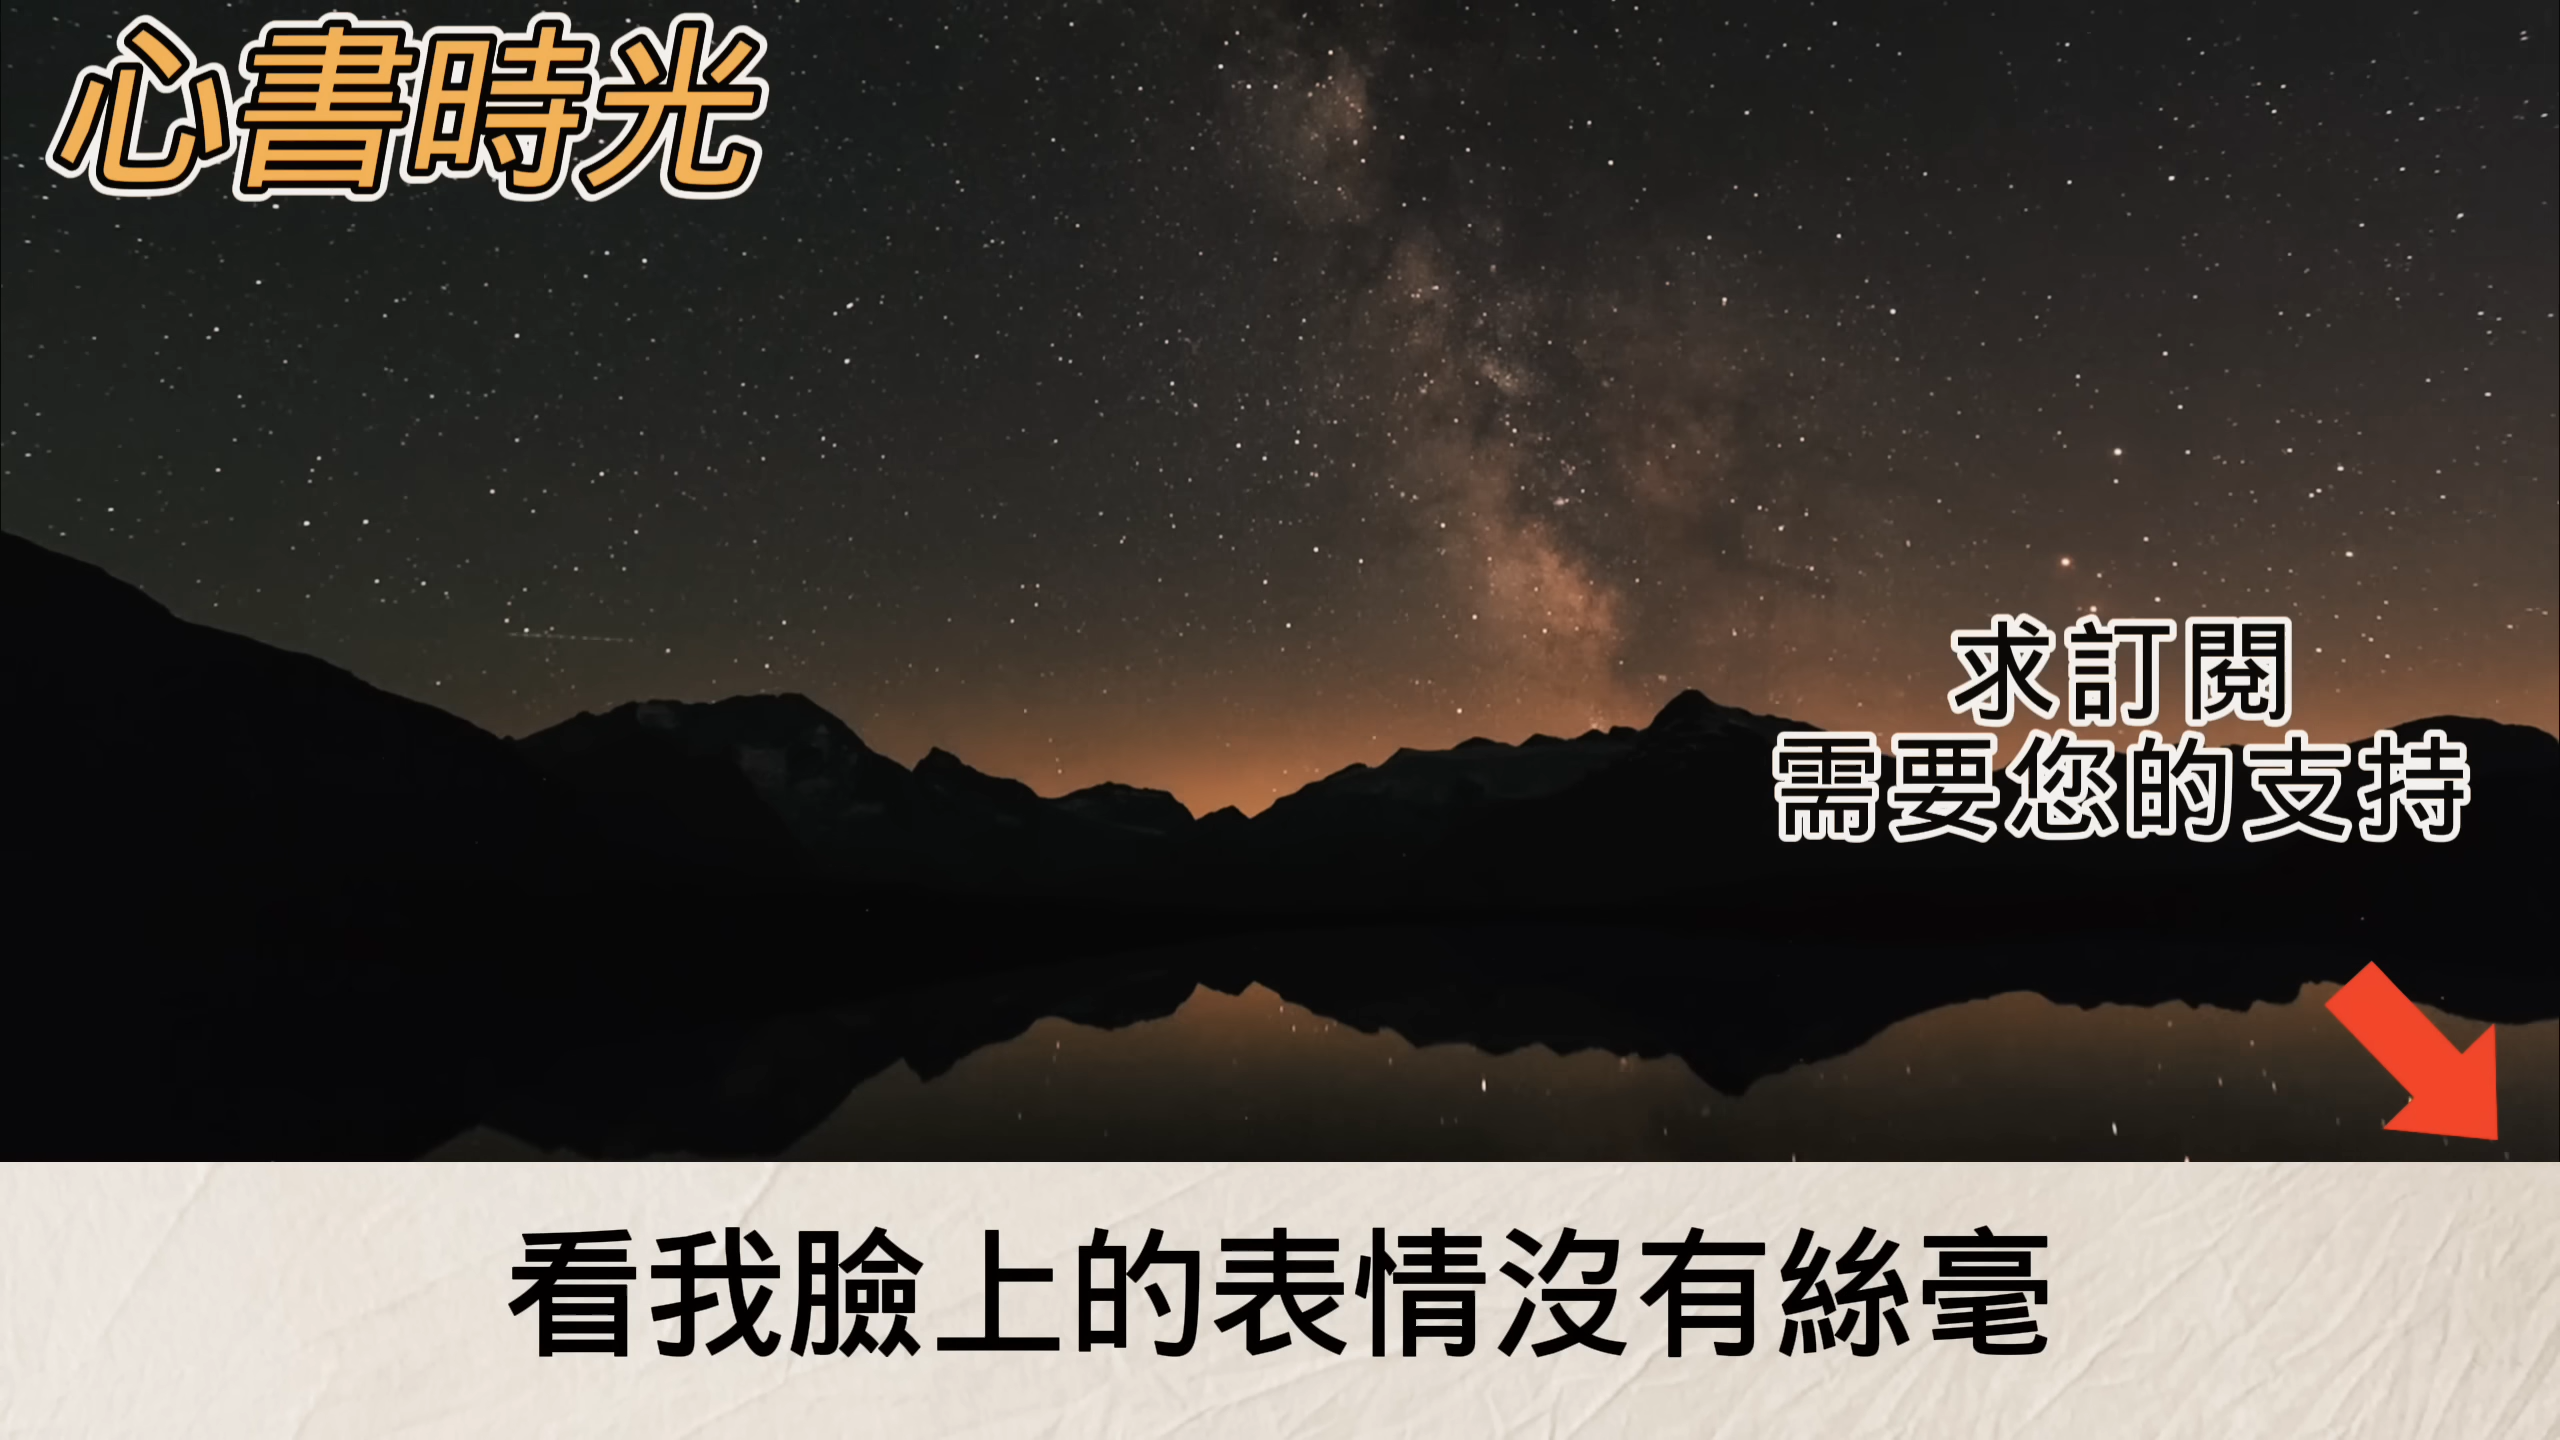 心書時光
求訂閱
需要您的支持
看我臉上的表情沒有絲毫